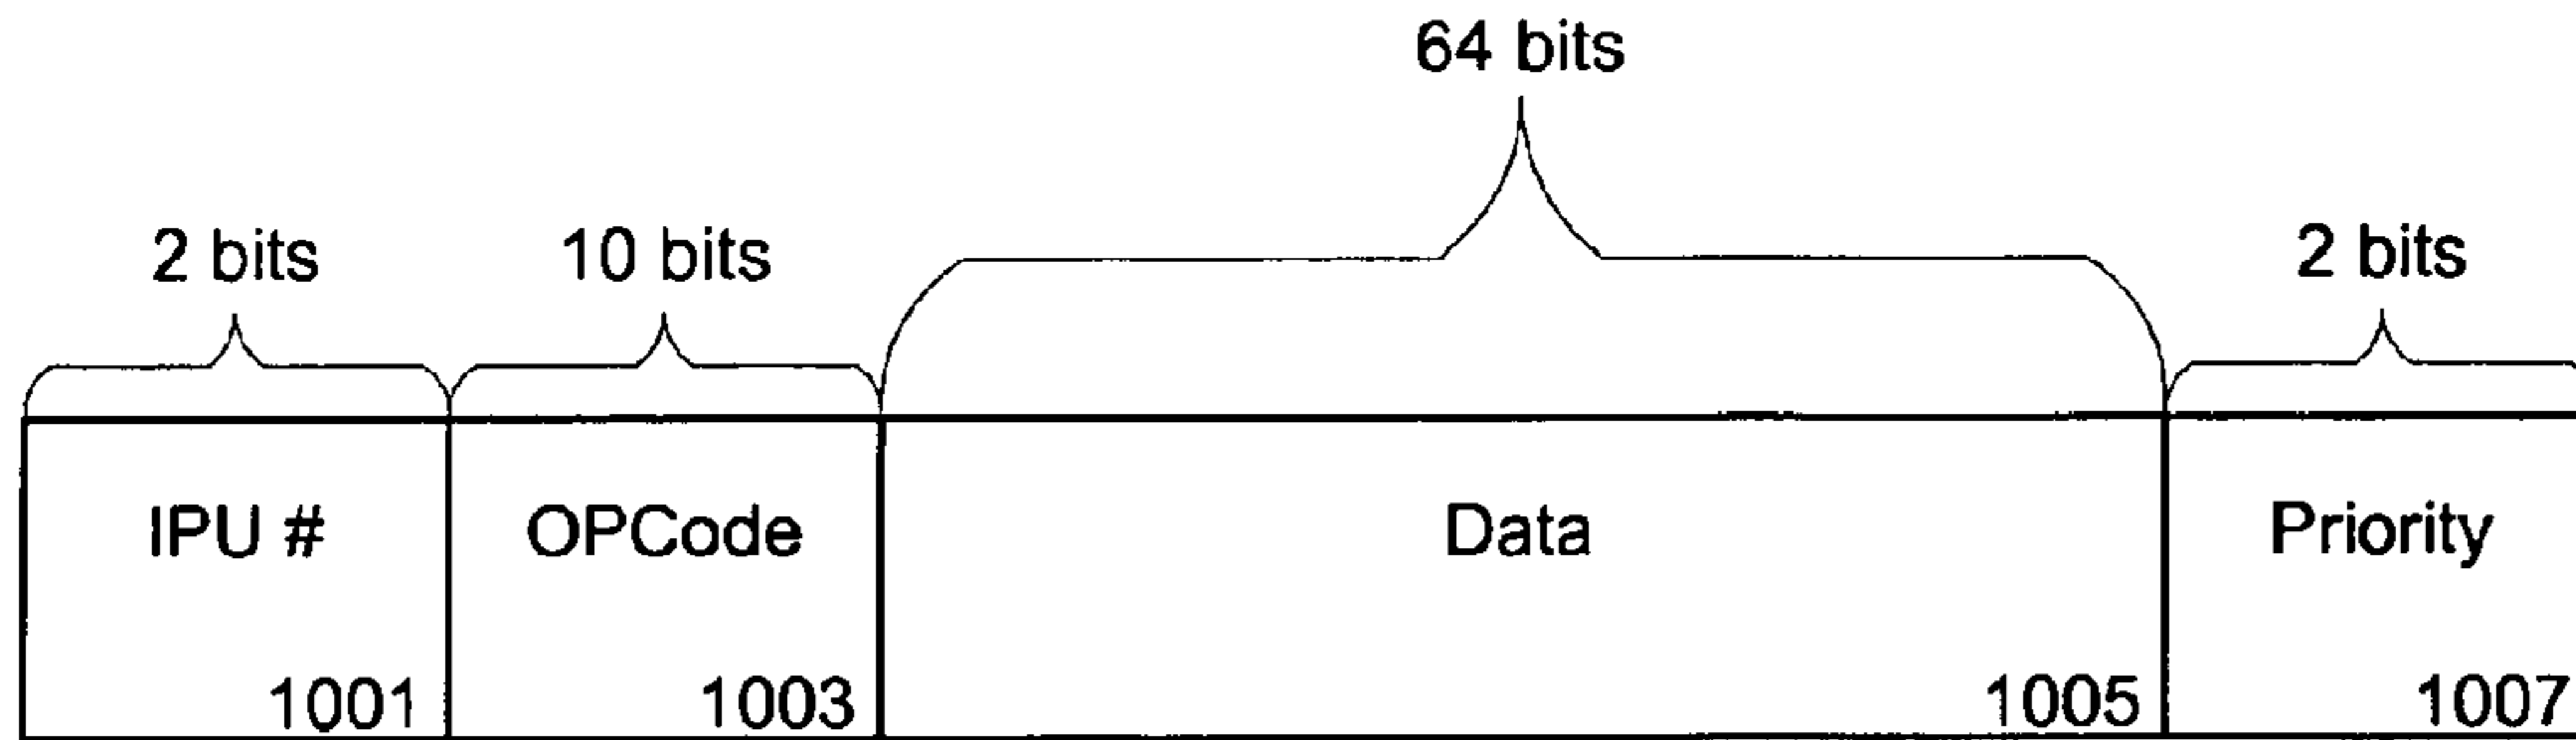 64 bits
2 bits
10 bits
2 bits
IPU #
OPCode
Data
Priority
1001
1003
1005
1007